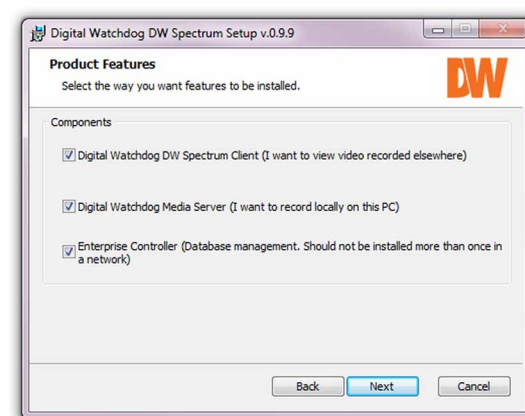 Digital Watchdog DW Spectrum Setup v.0.9.9
Product Features
Select the way you want features to be installed.
DW
Components
Digital Watchdog DW Spectrum Client (I want to view video recorded elsewhere)
Digital Watchdog Media Server (I want to record locally on this PC)
Enterprise Controller (Database management. Should not be installed more than once in
a network)
Back Next Cancel